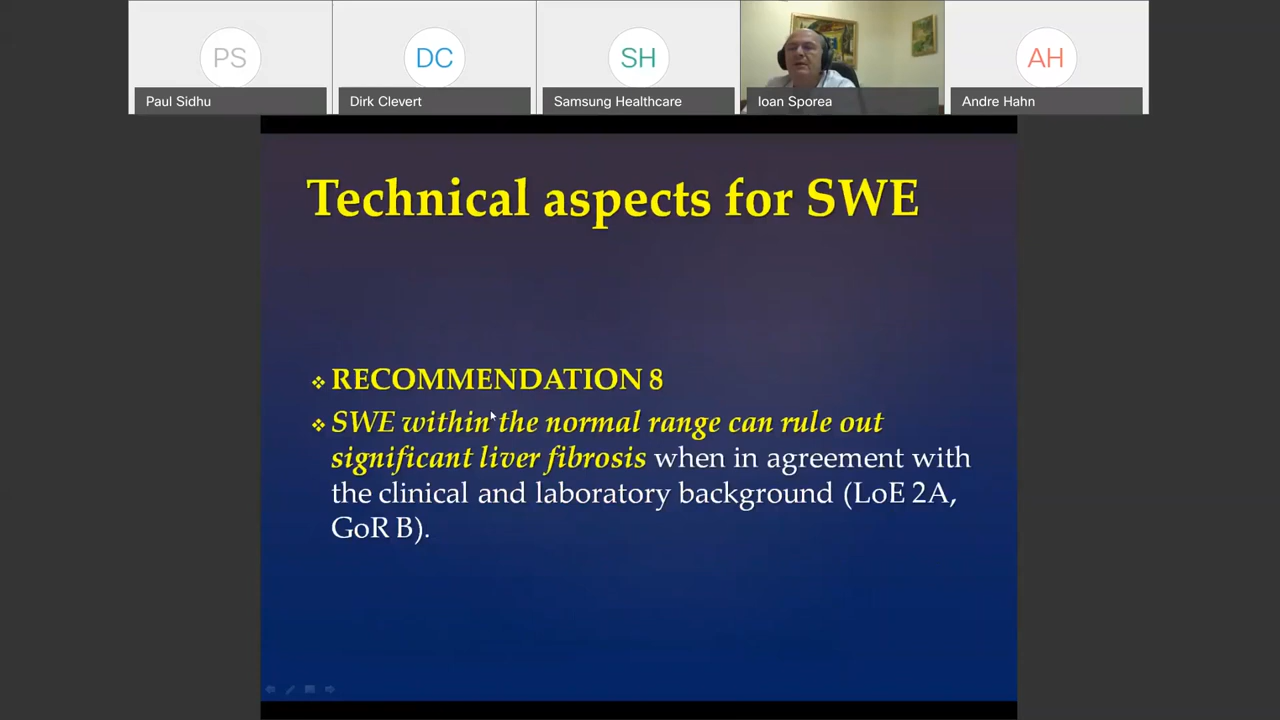 PS
DC
SH
AH
Paul Sidhu
Dirk Clevert
Samsung Healthcare
Ioan Sporea
Andre Hahn
Technical aspects for SWE
❖ RECOMMENDATION 8
❖ SWE within the normal range can rule out
significant liver fibrosis when in agreement with
the clinical and laboratory background (LoE 2A,
GoR B).